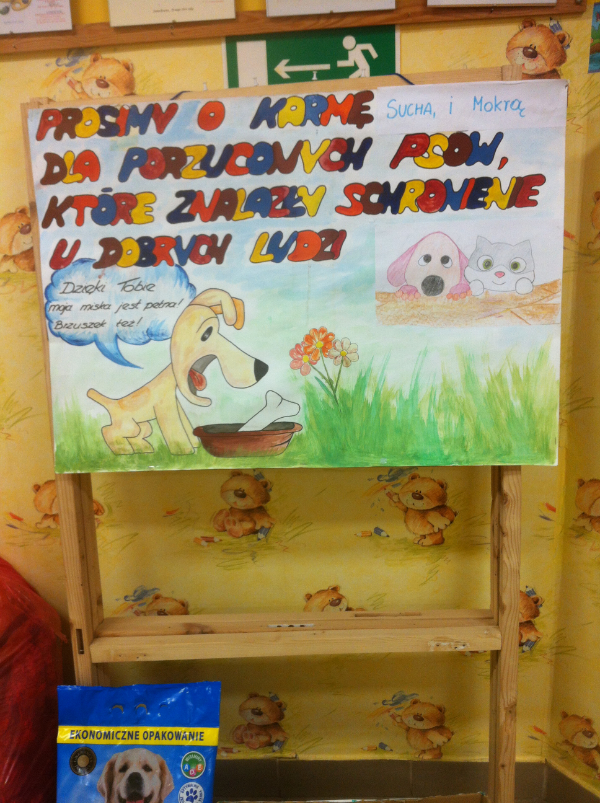 PROSIMY O KARMĘ SUCHĄ, i MOKRĄ
DLA PORZUCONYCH PSÓW,
KTÓRE ZNALAZŁY SCHRONIENIE
U DOBRYCH LUDZI
Dzięki Tobie
moja miska jest pełna!
Brzuszek też!
EKONOMICZNE OPAKOWANIE